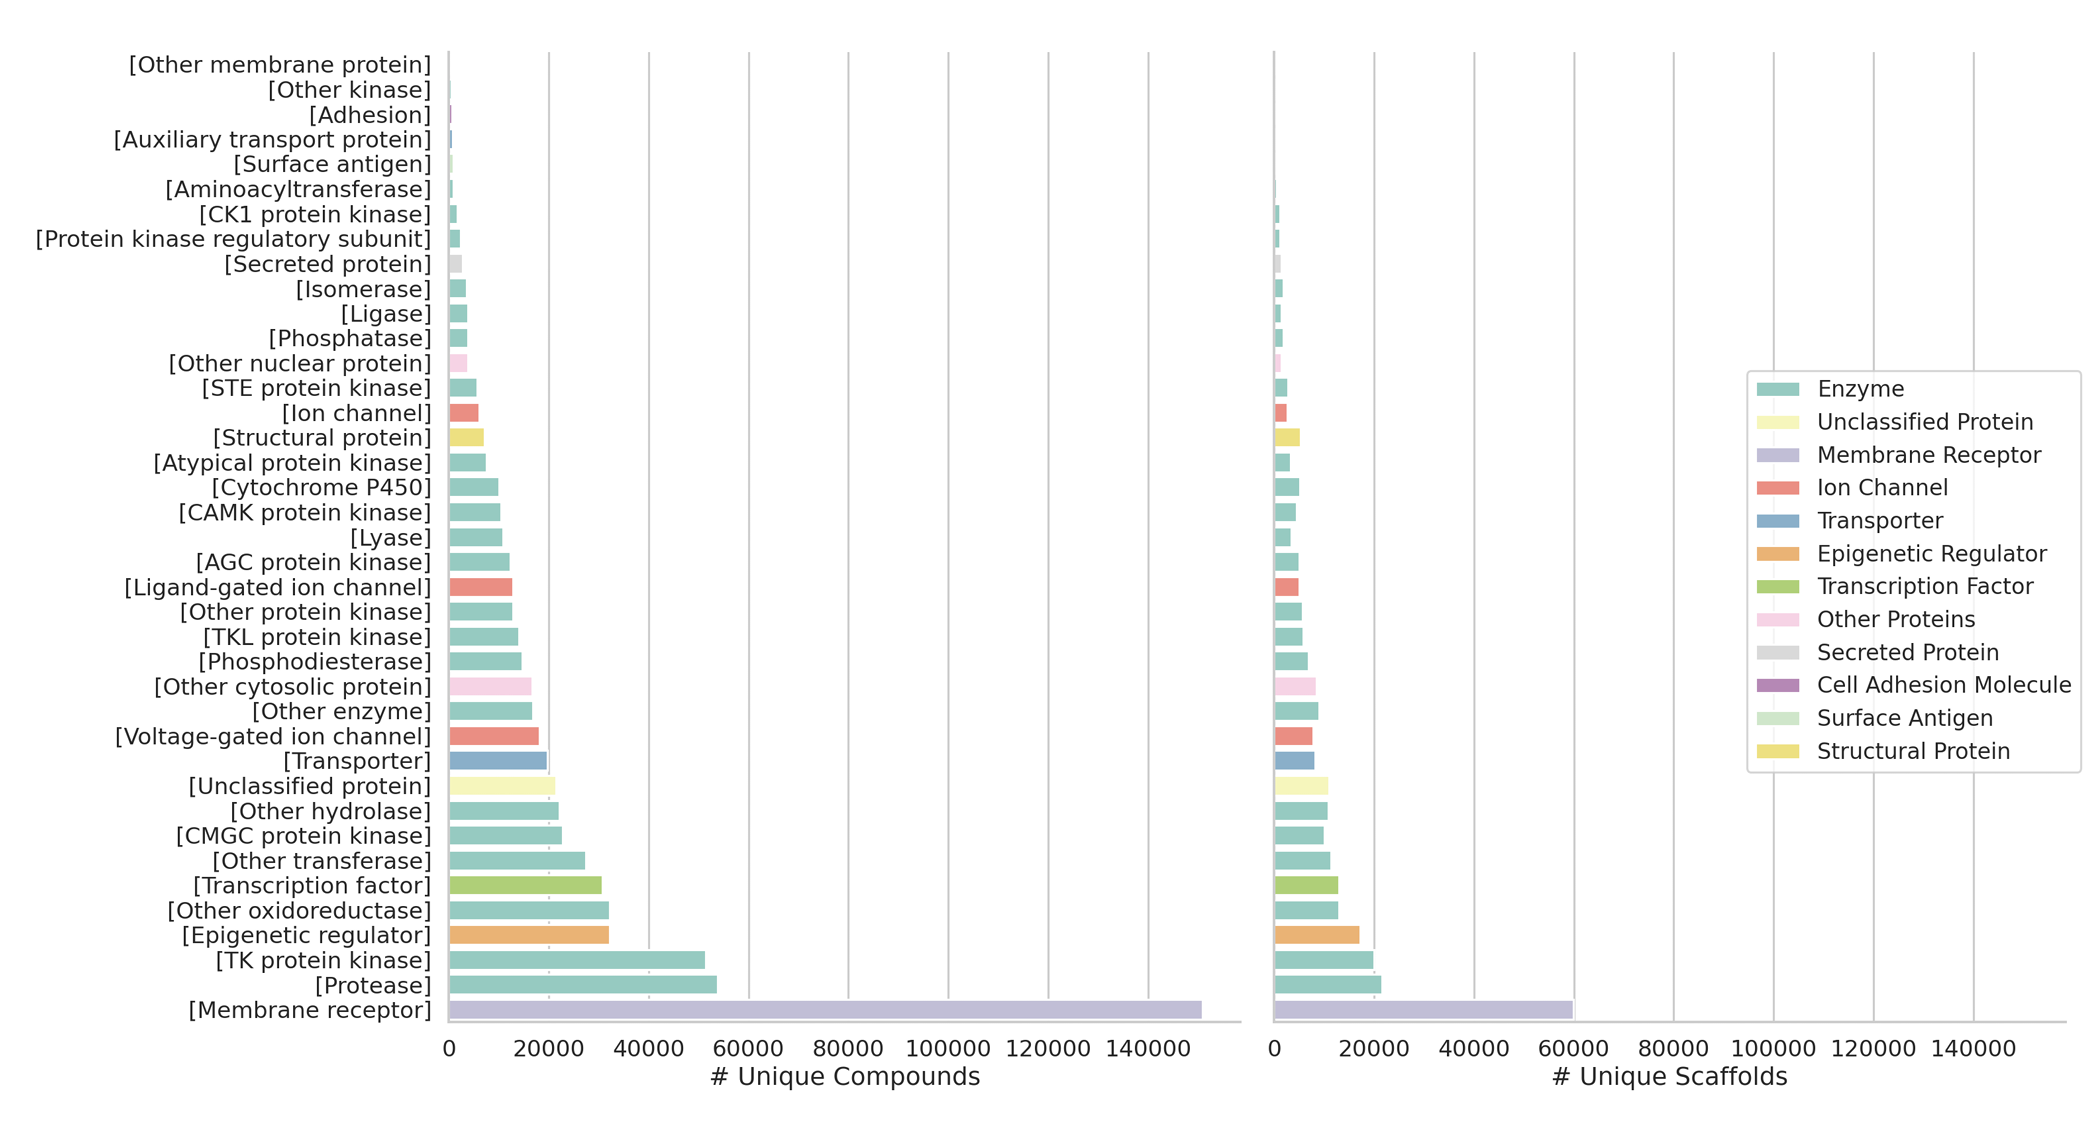 [Other membrane protein]
[Other kinase]
[Adhesion]
[Auxiliary transport protein]
[Surface antigen]
[Aminoacyltransferase]
[CK1 protein kinase]
[Protein kinase regulatory subunit]
[Secreted protein]
[Isomerase]
[Ligase]
[Phosphatase]
[Other nuclear protein]
[STE protein kinase]
[Ion channel]
[Structural protein]
[Atypical protein kinase]
[Cytochrome P450]
[CAMK protein kinase]
[Lyase]
[AGC protein kinase]
[Ligand-gated ion channel]
[Other protein kinase]
[TKL protein kinase]
[Phosphodiesterase]
[Other cytosolic protein]
[Other enzyme]
[Voltage-gated ion channel]
[Transporter]
[Unclassified protein]
[Other hydrolase]
[CMGC protein kinase]
[Other transferase]
[Transcription factor]
[Other oxidoreductase]
[Epigenetic regulator]
[TK protein kinase]
[Protease]
[Membrane receptor]
0 20000 40000 60000 80000 100000 120000 140000
# Unique Compounds
0 20000 40000 60000 80000 100000 120000 140000
# Unique Scaffolds
Enzyme
Unclassified Protein
Membrane Receptor
Ion Channel
Transporter
Epigenetic Regulator
Transcription Factor
Other Proteins
Secreted Protein
Cell Adhesion Molecule
Surface Antigen
Structural Protein